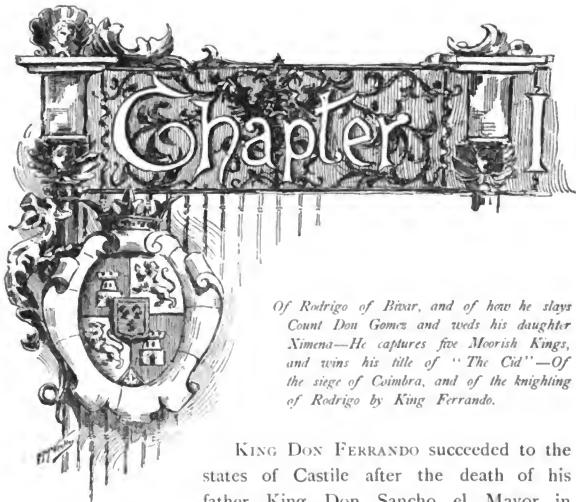 Chapter I
Of Rodrigo of Bivar, and of how he slays
Count Don Gomez and weds his daughter
Ximena—He captures five Moorish Kings,
and wins his title of "The Cid"—Of
the siege of Coimbra, and of the knighting
of Rodrigo by King Ferrando.
KING DON FERRANDO succeeded to the
states of Castile after the death of his
father King Don Sancho el Mayor in